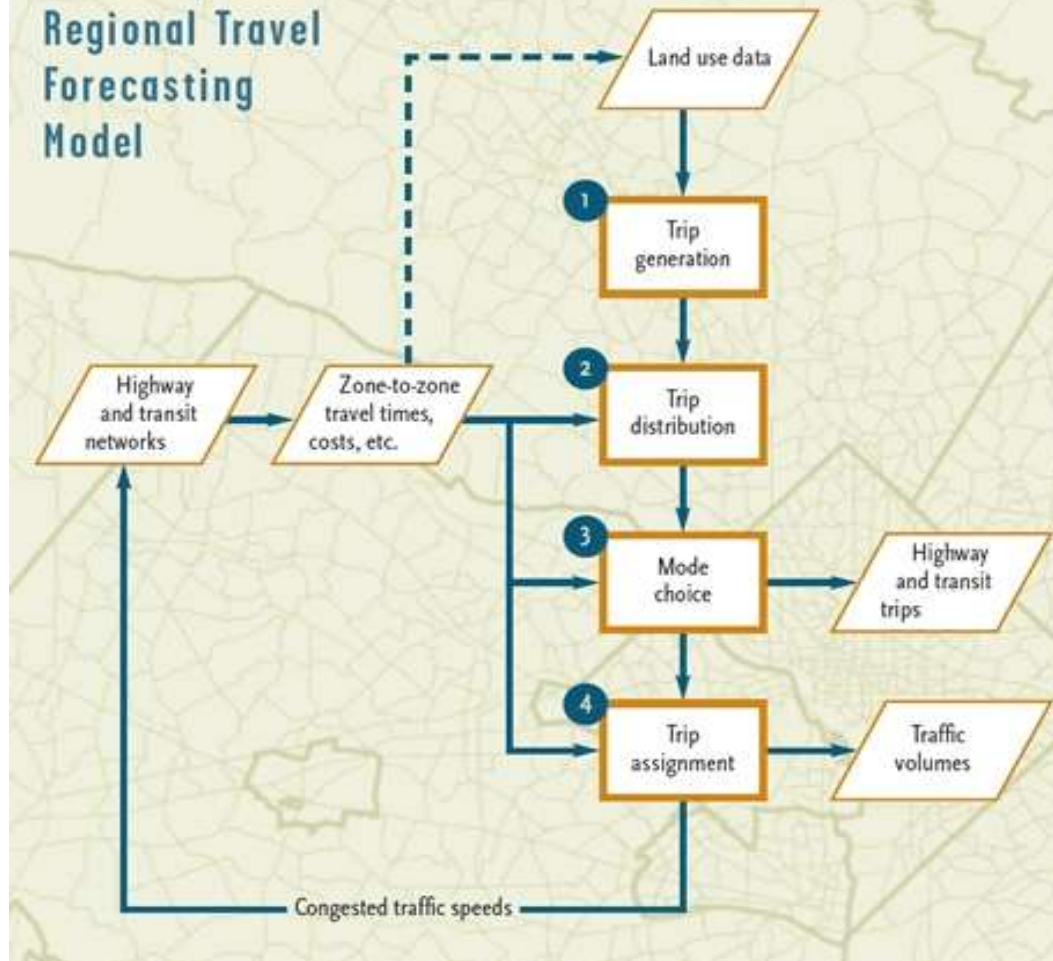 Regional Travel
Forecasting
Model
Land use data
1
Trip
generation
2
Trip
distribution
Highway
and transit
networks
Zone-to-zone
travel times,
costs, etc.
3
Mode
choice
Highway
and transit
trips
4
Trip
assignment
Traffic
volumes
Congested traffic speeds